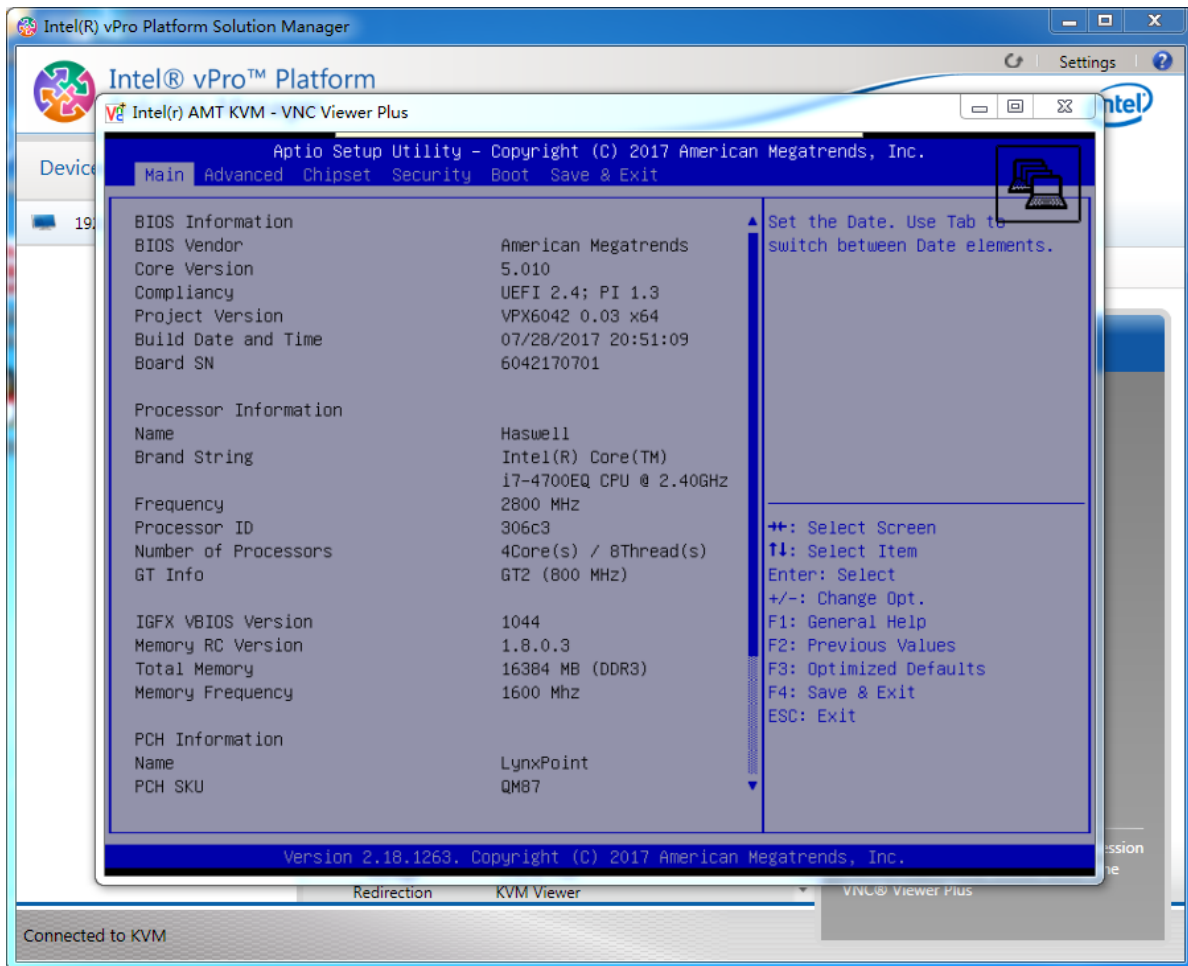 Intel(R) vPro Platform Solution Manager
Settings
Intel® vPro™ Platform
Intel(r) AMT KVM - VNC Viewer Plus
Aptio Setup Utility - Copyright (C) 2017 American Megatrends, Inc.
Main Advanced Chipset Security Boot Save & Exit
BIOS Information
BIOS Vendor American Megatrends
Core Version 5.010
Compliancy UEFI 2.4; PI 1.3
Project Version VPX6042 0.03 x64
Build Date and Time 07/28/2017 20:51:09
Board SN 6042170701
Processor Information
Name Haswell
Brand String Intel(R) Core(TM)
i7-4700EQ CPU @ 2.40GHz
Frequency 2800 MHz
Processor ID 306c3
Number of Processors 4Core(s) / 8Thread(s)
GT Info GT2 (800 MHz)
IGFX VBIOS Version 1044
Memory RC Version 1.8.0.3
Total Memory 16384 MB (DDR3)
Memory Frequency 1600 Mhz
PCH Information
Name LynxPoint
PCH SKU QM87
Set the Date. Use Tab to
switch between Date elements.
→←: Select Screen
↑↓: Select Item
Enter: Select
+/-: Change Opt.
F1: General Help
F2: Previous Values
F3: Optimized Defaults
F4: Save & Exit
ESC: Exit
Version 2.18.1263. Copyright (C) 2017 American Megatrends, Inc.
Redirection KVM Viewer
VNC® Viewer Plus
Connected to KVM